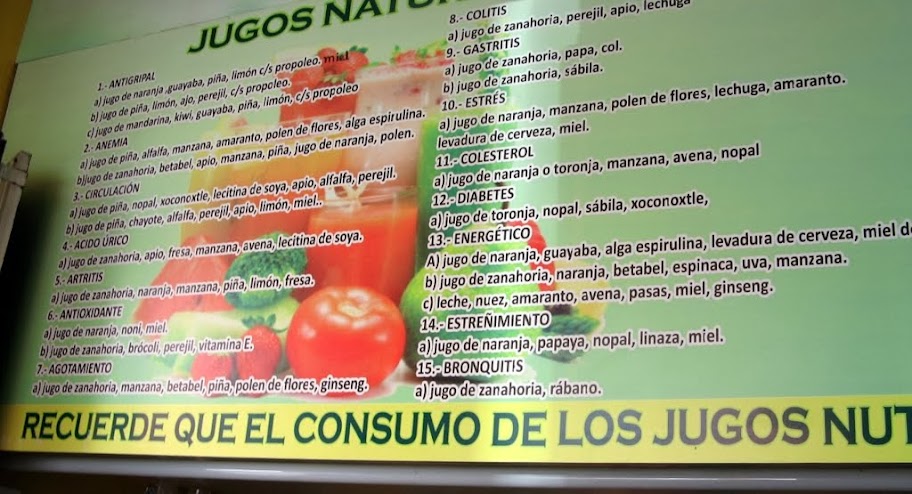 JUGOS
1.- ANTIGRIPAL
a) jugo de naranja ,guayaba, piña, limón c/s propoleo. miel
b) jugo de piña, limón, ajo, perejil, c/s propoleo.
c) jugo de mandarina, kiwi, guayaba, piña, limón, c/s propoleo
2.- ANEMIA
a) jugo de piña, alfalfa, manzana, amaranto, polen de flores, alga espirulina.
b)jugo de zanahoria, betabel, apio, manzana, piña, jugo de naranja, polen.
3.- CIRCULACIÓN
a) jugo de piña, nopal, xoconoxtle, lecitina de soya, apio, alfalfa, perejil.
b) jugo de piña, chayote, alfalfa, perejil, apio, limón, miel..
4.- ACIDO ÚRICO
a) jugo de zanahoria, apio, fresa, manzana, avena, lecitina de soya.
5.- ARTRITIS
a) jugo de zanahoria, naranja, manzana, piña, limón, fresa.
6.- ANTIOXIDANTE
a) jugo de naranja, noni, miel.
b) jugo de zanahoria, brócoli, perejil, vitamina E.
7.- AGOTAMIENTO
a) jugo de zanahoria, manzana, betabel, piña, polen de flores, ginseng.
8.- COLITIS
a) jugo de zanahoria, perejil, apio, lechuga
9.- GASTRITIS
a) jugo de zanahoria, papa, col.
b) jugo de zanahoria, sábila.
10.- ESTRÉS
a) jugo de naranja, manzana, polen de flores, lechuga, amaranto.
levadura de cerveza, miel.
11.- COLESTEROL
a) jugo de naranja o toronja, manzana, avena, nopal
12.- DIABETES
a) jugo de toronja, nopal, sábila, xoconoxtle,
13.- ENERGÉTICO
A) jugo de naranja, guayaba, alga espirulina, levadura de cerveza, miel
b) jugo de zanahoria, naranja, betabel, espinaca, uva, manzana.
c) leche, nuez, amaranto, avena, pasas, miel, ginseng.
14.- ESTREÑIMIENTO
a) jugo de naranja, papaya, nopal, linaza, miel.
15.- BRONQUITIS
a) jugo de zanahoria, rábano.
RECUERDE QUE EL CONSUMO DE LOS JUGOS